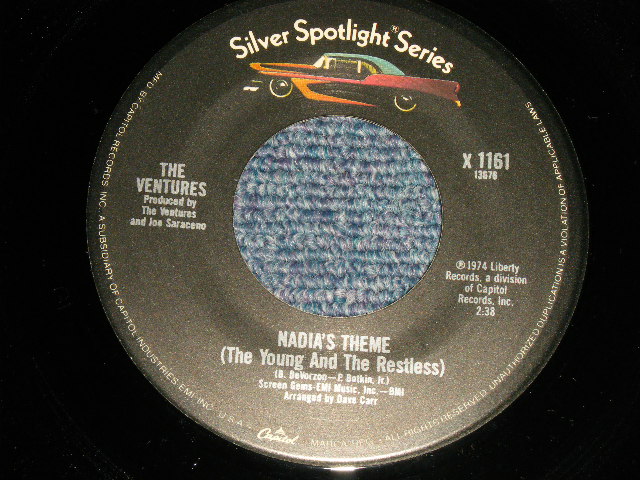 Silver Spotlight Series
THE
VENTURES
Produced by
The Ventures
and Joe Saraceno
X 1161
13676
℗1974 Liberty
Records, a division
of Capitol
Records, Inc.
2:38
NADIA'S THEME
(The Young And The Restless)
(B. DeVorzon—P. Botkin, Jr.)
Screen Gems-EMI Music, Inc.—BMI
Arranged by Dave Carr
MFD BY CAPITOL RECORDS, INC. A SUBSIDIARY OF CAPITOL INDUSTRIES-EMI, INC. U.S.A.
Capitol
MARCA REG. ALL RIGHTS RESERVED. UNAUTHORIZED DUPLICATION IS A VIOLATION OF APPLICABLE LAWS.